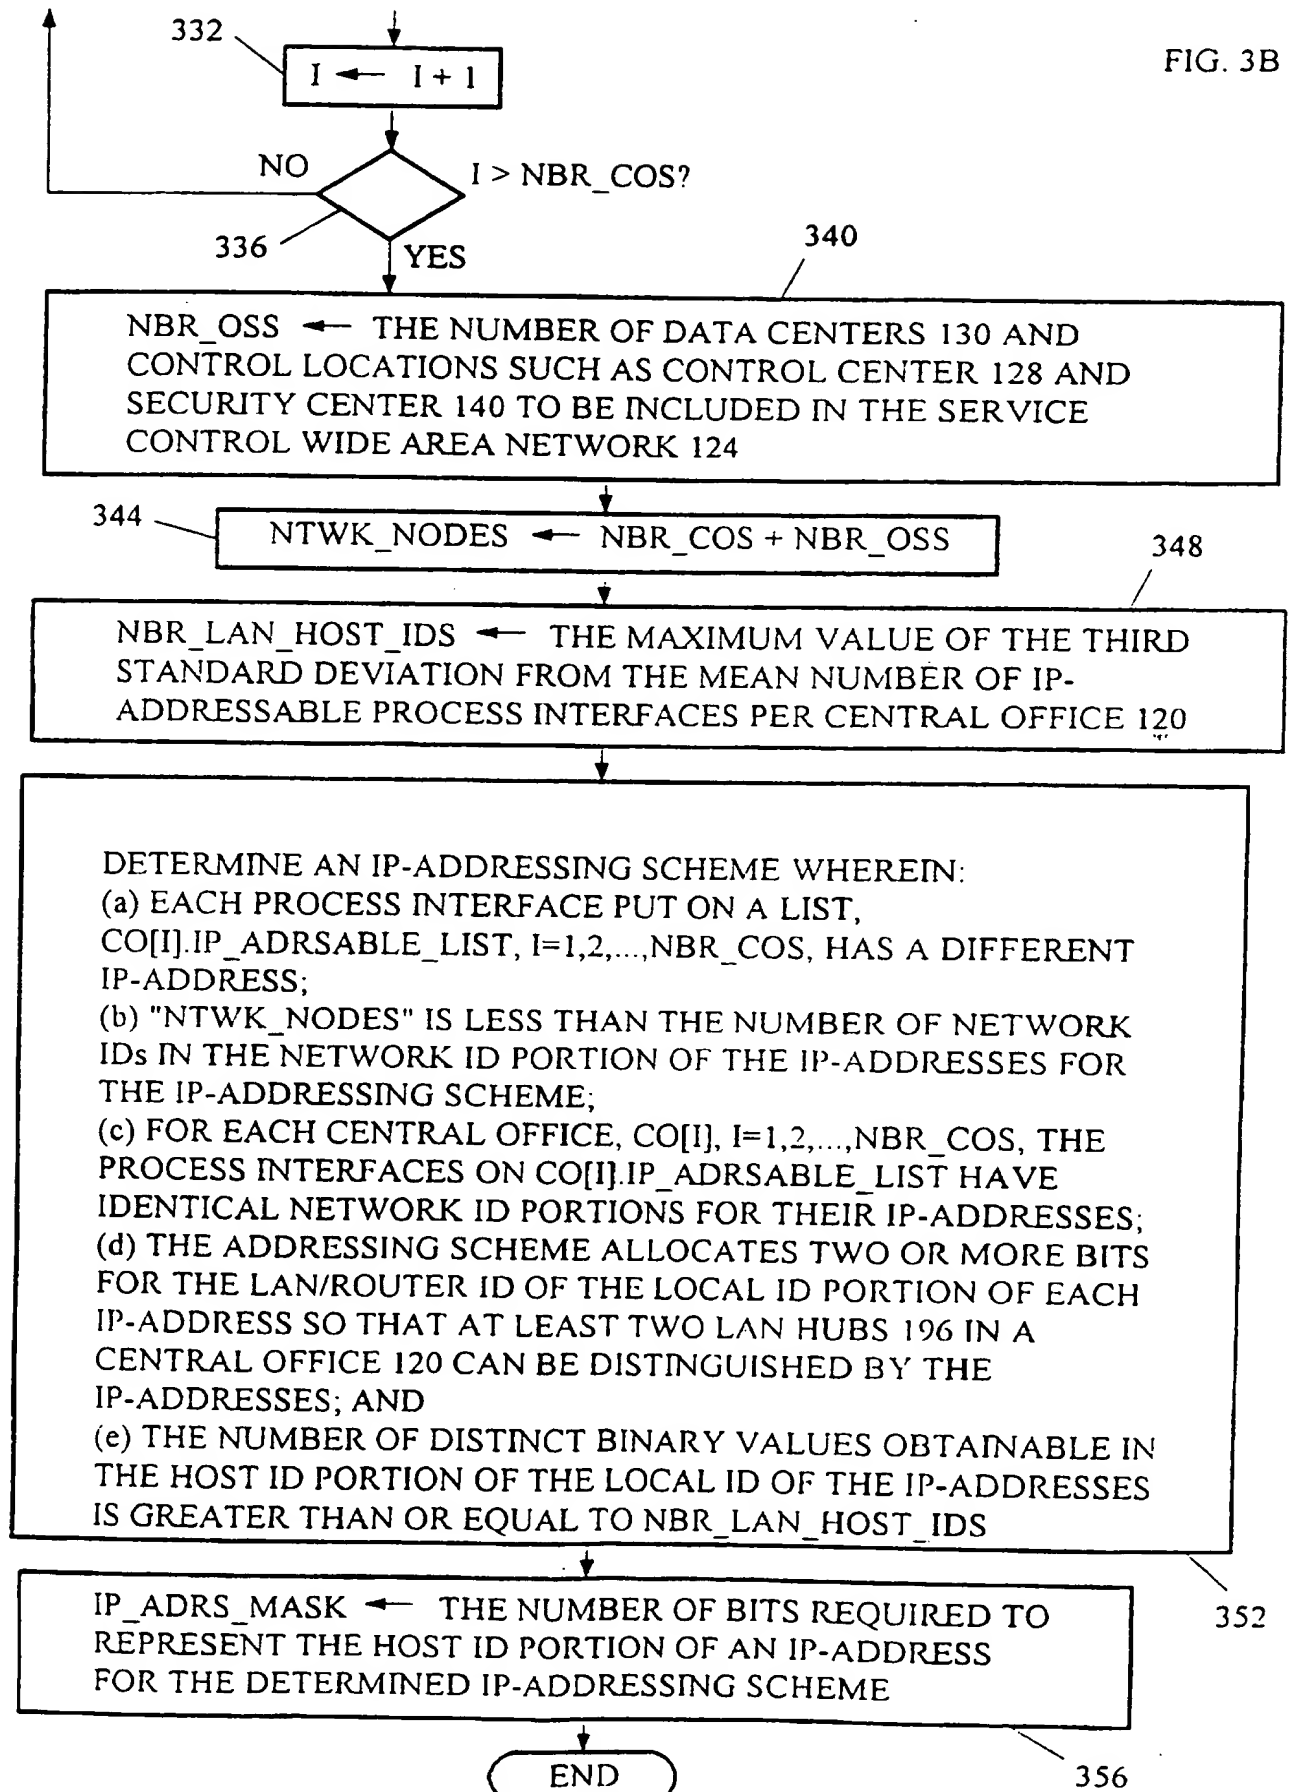 332
FIG. 3B
I ← I + 1
NO
I > NBR_COS?
336
YES
340
NBR_OSS ← THE NUMBER OF DATA CENTERS 130 AND
CONTROL LOCATIONS SUCH AS CONTROL CENTER 128 AND
SECURITY CENTER 140 TO BE INCLUDED IN THE SERVICE
CONTROL WIDE AREA NETWORK 124
344
NTWK_NODES ← NBR_COS + NBR_OSS
348
NBR_LAN_HOST_IDS ← THE MAXIMUM VALUE OF THE THIRD
STANDARD DEVIATION FROM THE MEAN NUMBER OF IP-
ADDRESSABLE PROCESS INTERFACES PER CENTRAL OFFICE 120
DETERMINE AN IP-ADDRESSING SCHEME WHEREIN:
(a) EACH PROCESS INTERFACE PUT ON A LIST,
CO[I].IP_ADRSABLE_LIST, I=1,2,...,NBR_COS, HAS A DIFFERENT
IP-ADDRESS;
(b) "NTWK_NODES" IS LESS THAN THE NUMBER OF NETWORK
IDs IN THE NETWORK ID PORTION OF THE IP-ADDRESSES FOR
THE IP-ADDRESSING SCHEME;
(c) FOR EACH CENTRAL OFFICE, CO[I], I=1,2,...,NBR_COS, THE
PROCESS INTERFACES ON CO[I].IP_ADRSABLE_LIST HAVE
IDENTICAL NETWORK ID PORTIONS FOR THEIR IP-ADDRESSES;
(d) THE ADDRESSING SCHEME ALLOCATES TWO OR MORE BITS
FOR THE LAN/ROUTER ID OF THE LOCAL ID PORTION OF EACH
IP-ADDRESS SO THAT AT LEAST TWO LAN HUBS 196 IN A
CENTRAL OFFICE 120 CAN BE DISTINGUISHED BY THE
IP-ADDRESSES; AND
(e) THE NUMBER OF DISTINCT BINARY VALUES OBTAINABLE IN
THE HOST ID PORTION OF THE LOCAL ID OF THE IP-ADDRESSES
IS GREATER THAN OR EQUAL TO NBR_LAN_HOST_IDS
352
IP_ADRS_MASK ← THE NUMBER OF BITS REQUIRED TO
REPRESENT THE HOST ID PORTION OF AN IP-ADDRESS
FOR THE DETERMINED IP-ADDRESSING SCHEME
356
END